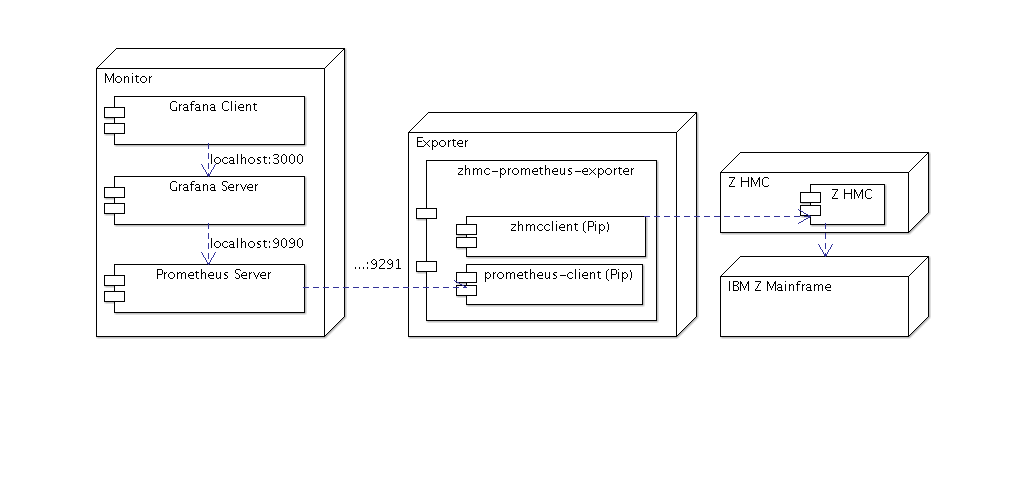 Monitor
Grafana Client
localhost:3000
Grafana Server
localhost:9090
Prometheus Server
...:9291
Exporter
zhmc-prometheus-exporter
zhmcclient (Pip)
prometheus-client (Pip)
Z HMC
Z HMC
IBM Z Mainframe